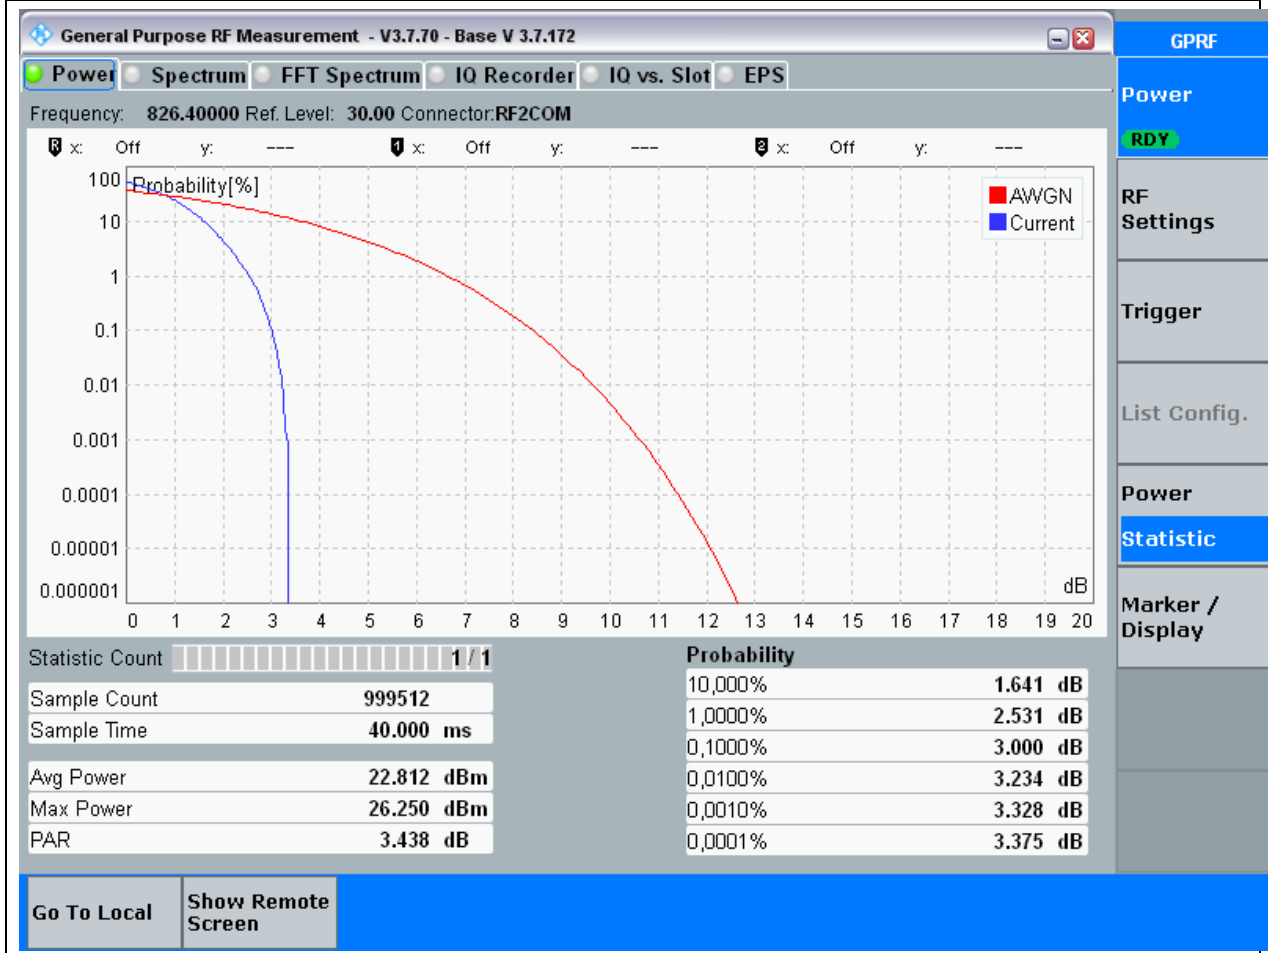 General Purpose RF Measurement - V3.7.70 - Base V 3.7.172
Power Spectrum FFT Spectrum IQ Recorder IQ vs. Slot EPS
Frequency: 826.40000 Ref. Level: 30.00 Connector:RF2COM
R x: Off y: --- 1 x: Off y: --- 2 x: Off y: ---
Probability[%]
AWGN
Current
100
10
1
0.1
0.01
0.001
0.0001
0.00001
0.000001
dB
0 1 2 3 4 5 6 7 8 9 10 11 12 13 14 15 16 17 18 19 20
Statistic Count 1 / 1
Sample Count 999512
Sample Time 40.000 ms
Avg Power 22.812 dBm
Max Power 26.250 dBm
PAR 3.438 dB
Probability
10,000% 1.641 dB
1,0000% 2.531 dB
0,1000% 3.000 dB
0,0100% 3.234 dB
0,0010% 3.328 dB
0,0001% 3.375 dB
GPRF
Power
RDY
RF
Settings
Trigger
List Config.
Power
Statistic
Marker /
Display
Go To Local
Show Remote
Screen